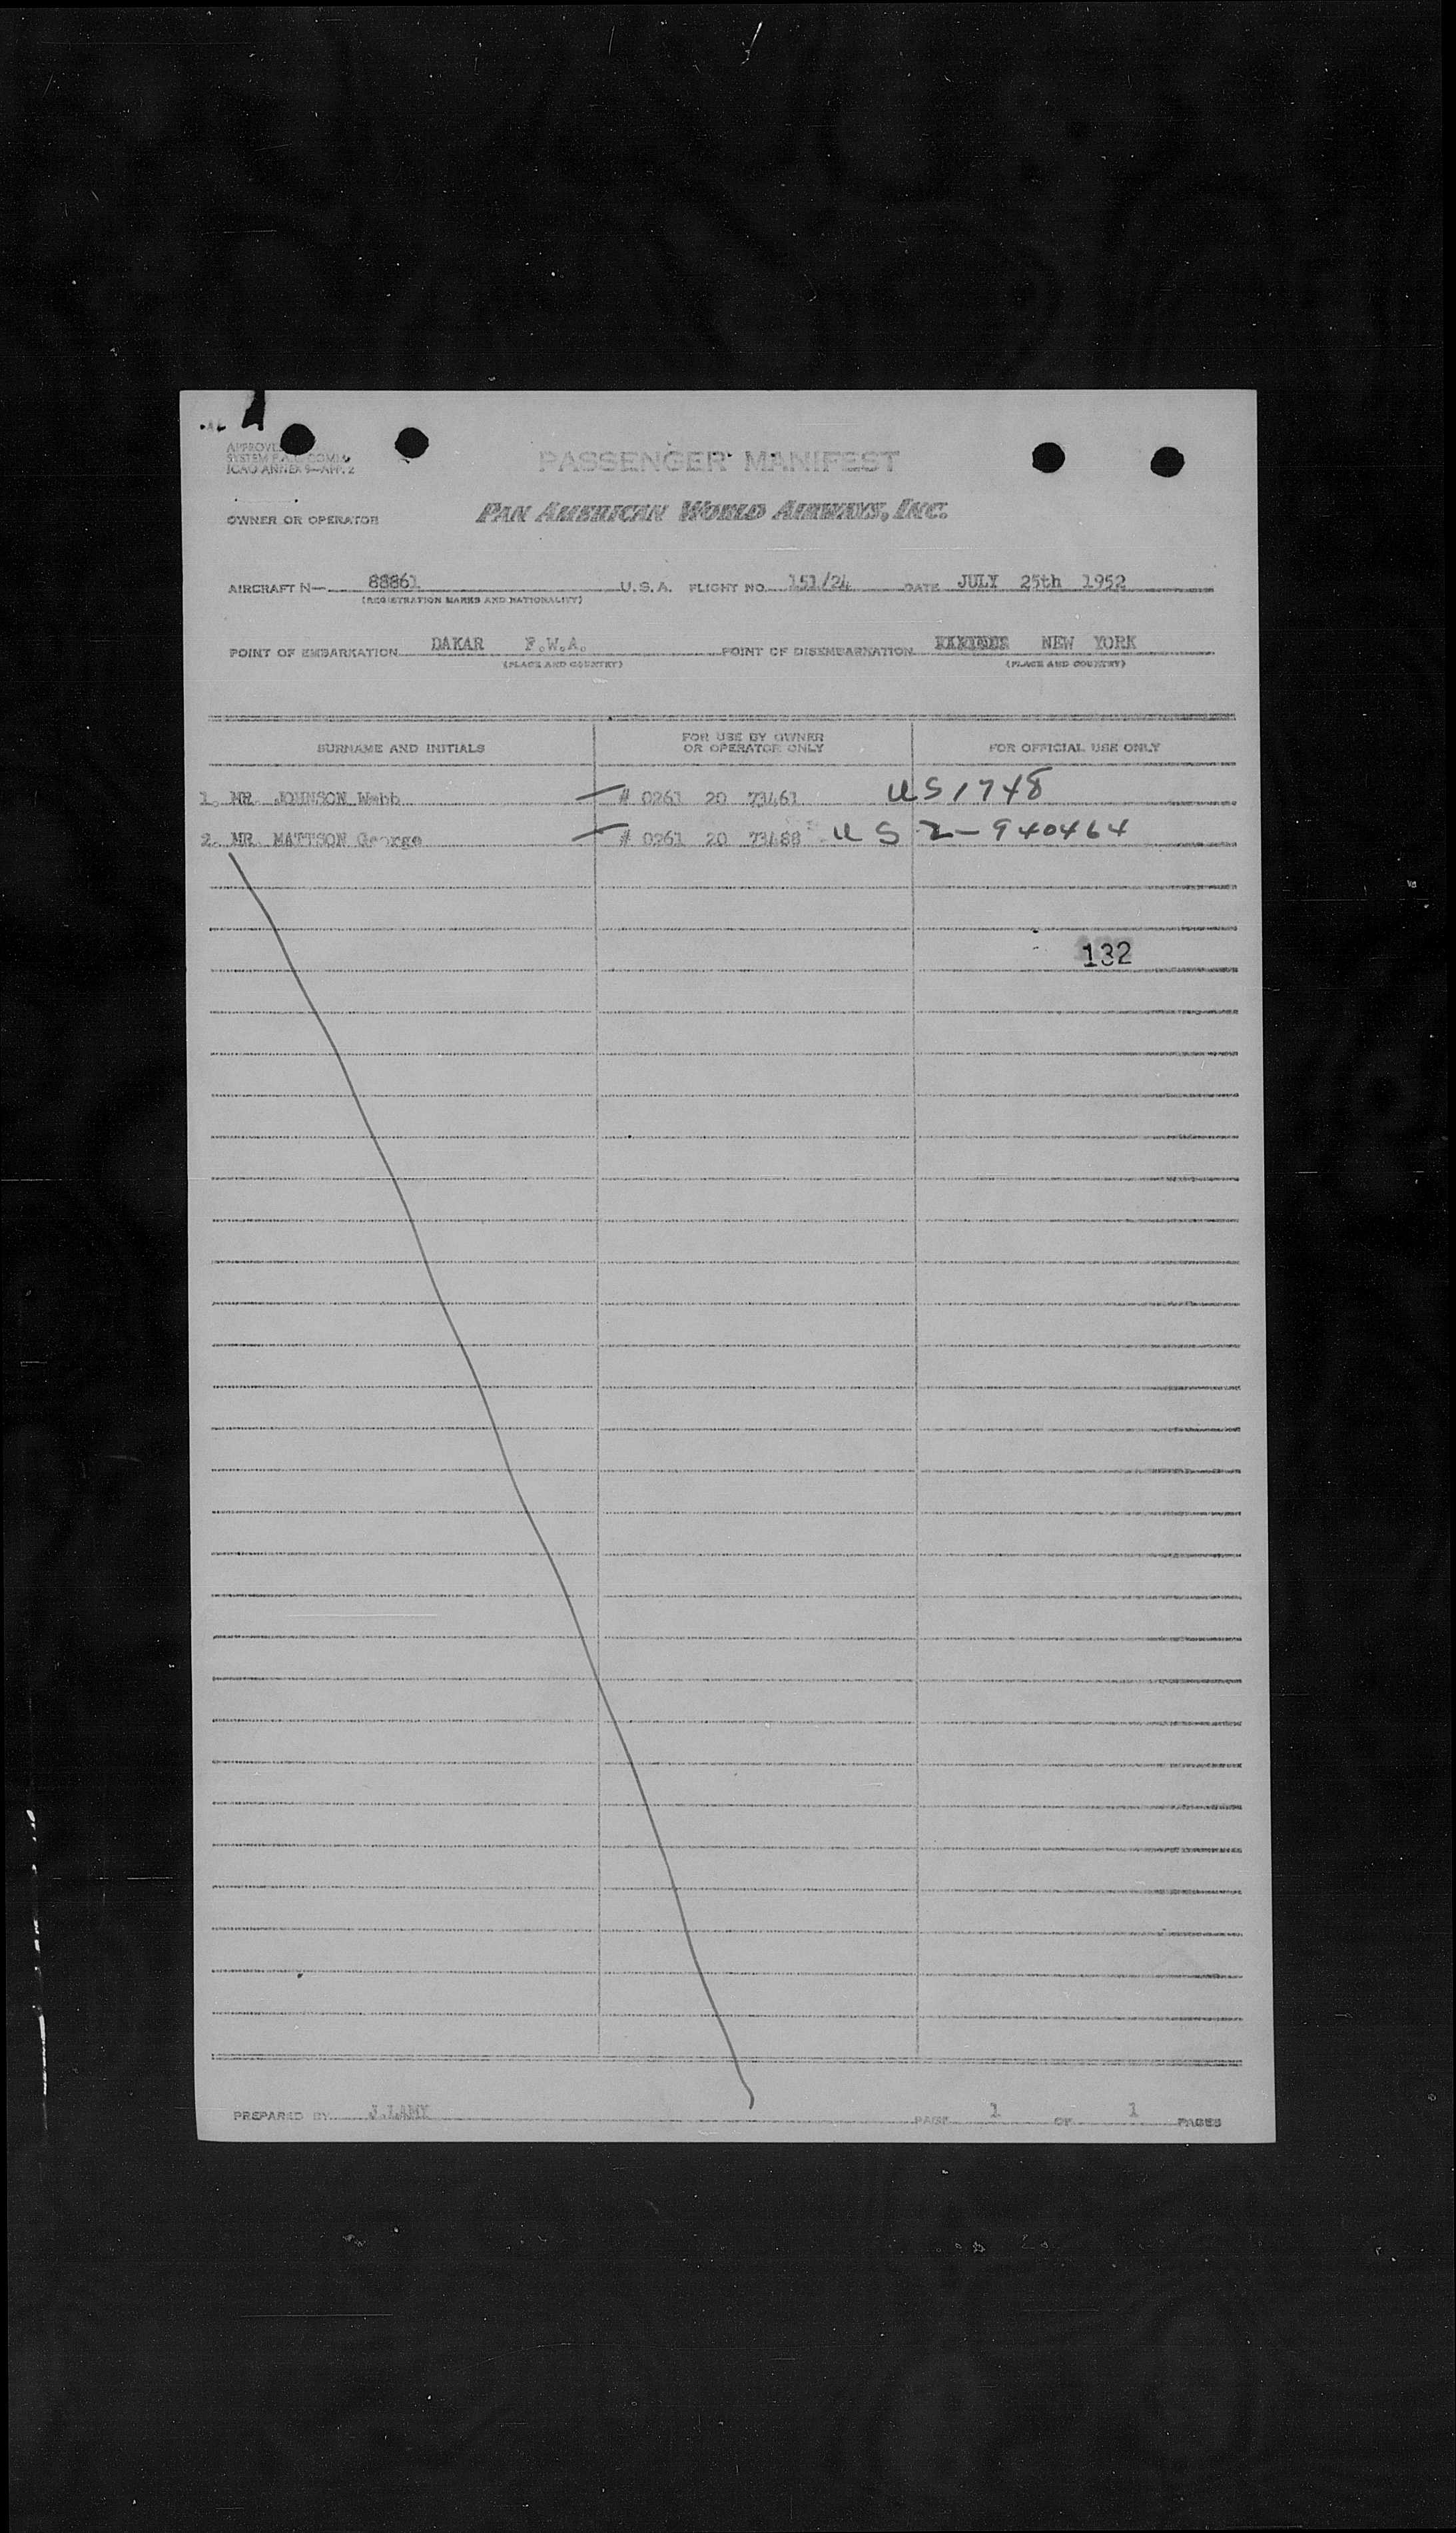 PASSENGER MANIFEST
OWNER OR OPERATOR PAN AMERICAN WORLD AIRWAYS, INC.
AIRCRAFT N— 88861 U.S.A. FLIGHT NO. 151/24 DATE JULY 25th 1952
(REGISTRATION MARKS AND NATIONALITY)
POINT OF EMBARKATION DAKAR F.W.A. POINT OF DISEMBARKATION NEW YORK
(PLACE AND COUNTRY) (PLACE AND COUNTRY)
SURNAME AND INITIALS FOR USE BY OWNER OR OPERATOR ONLY FOR OFFICIAL USE ONLY
1. MR. JOHNSON Webb # 0261 20 73461 US 1748
2. MR. MATTSON George # 0261 20 73488 US 2-940464
132
PREPARED BY J.LAMY PAGE 1 OF 1 PAGES